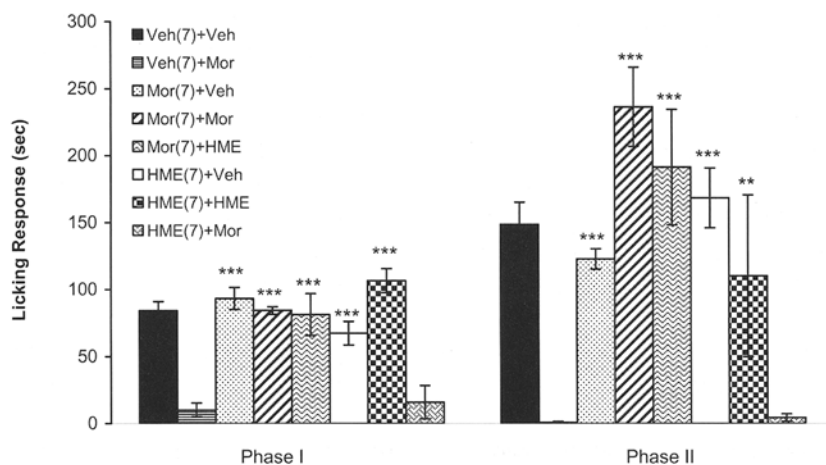 300
250
200
150
100
50
0
Licking Response (sec)
Veh(7)+Veh
Veh(7)+Mor
Mor(7)+Veh
Mor(7)+Mor
Mor(7)+HME
HME(7)+Veh
HME(7)+HME
HME(7)+Mor
***
***
***
***
***
***
***
***
***
**
Phase I
Phase II